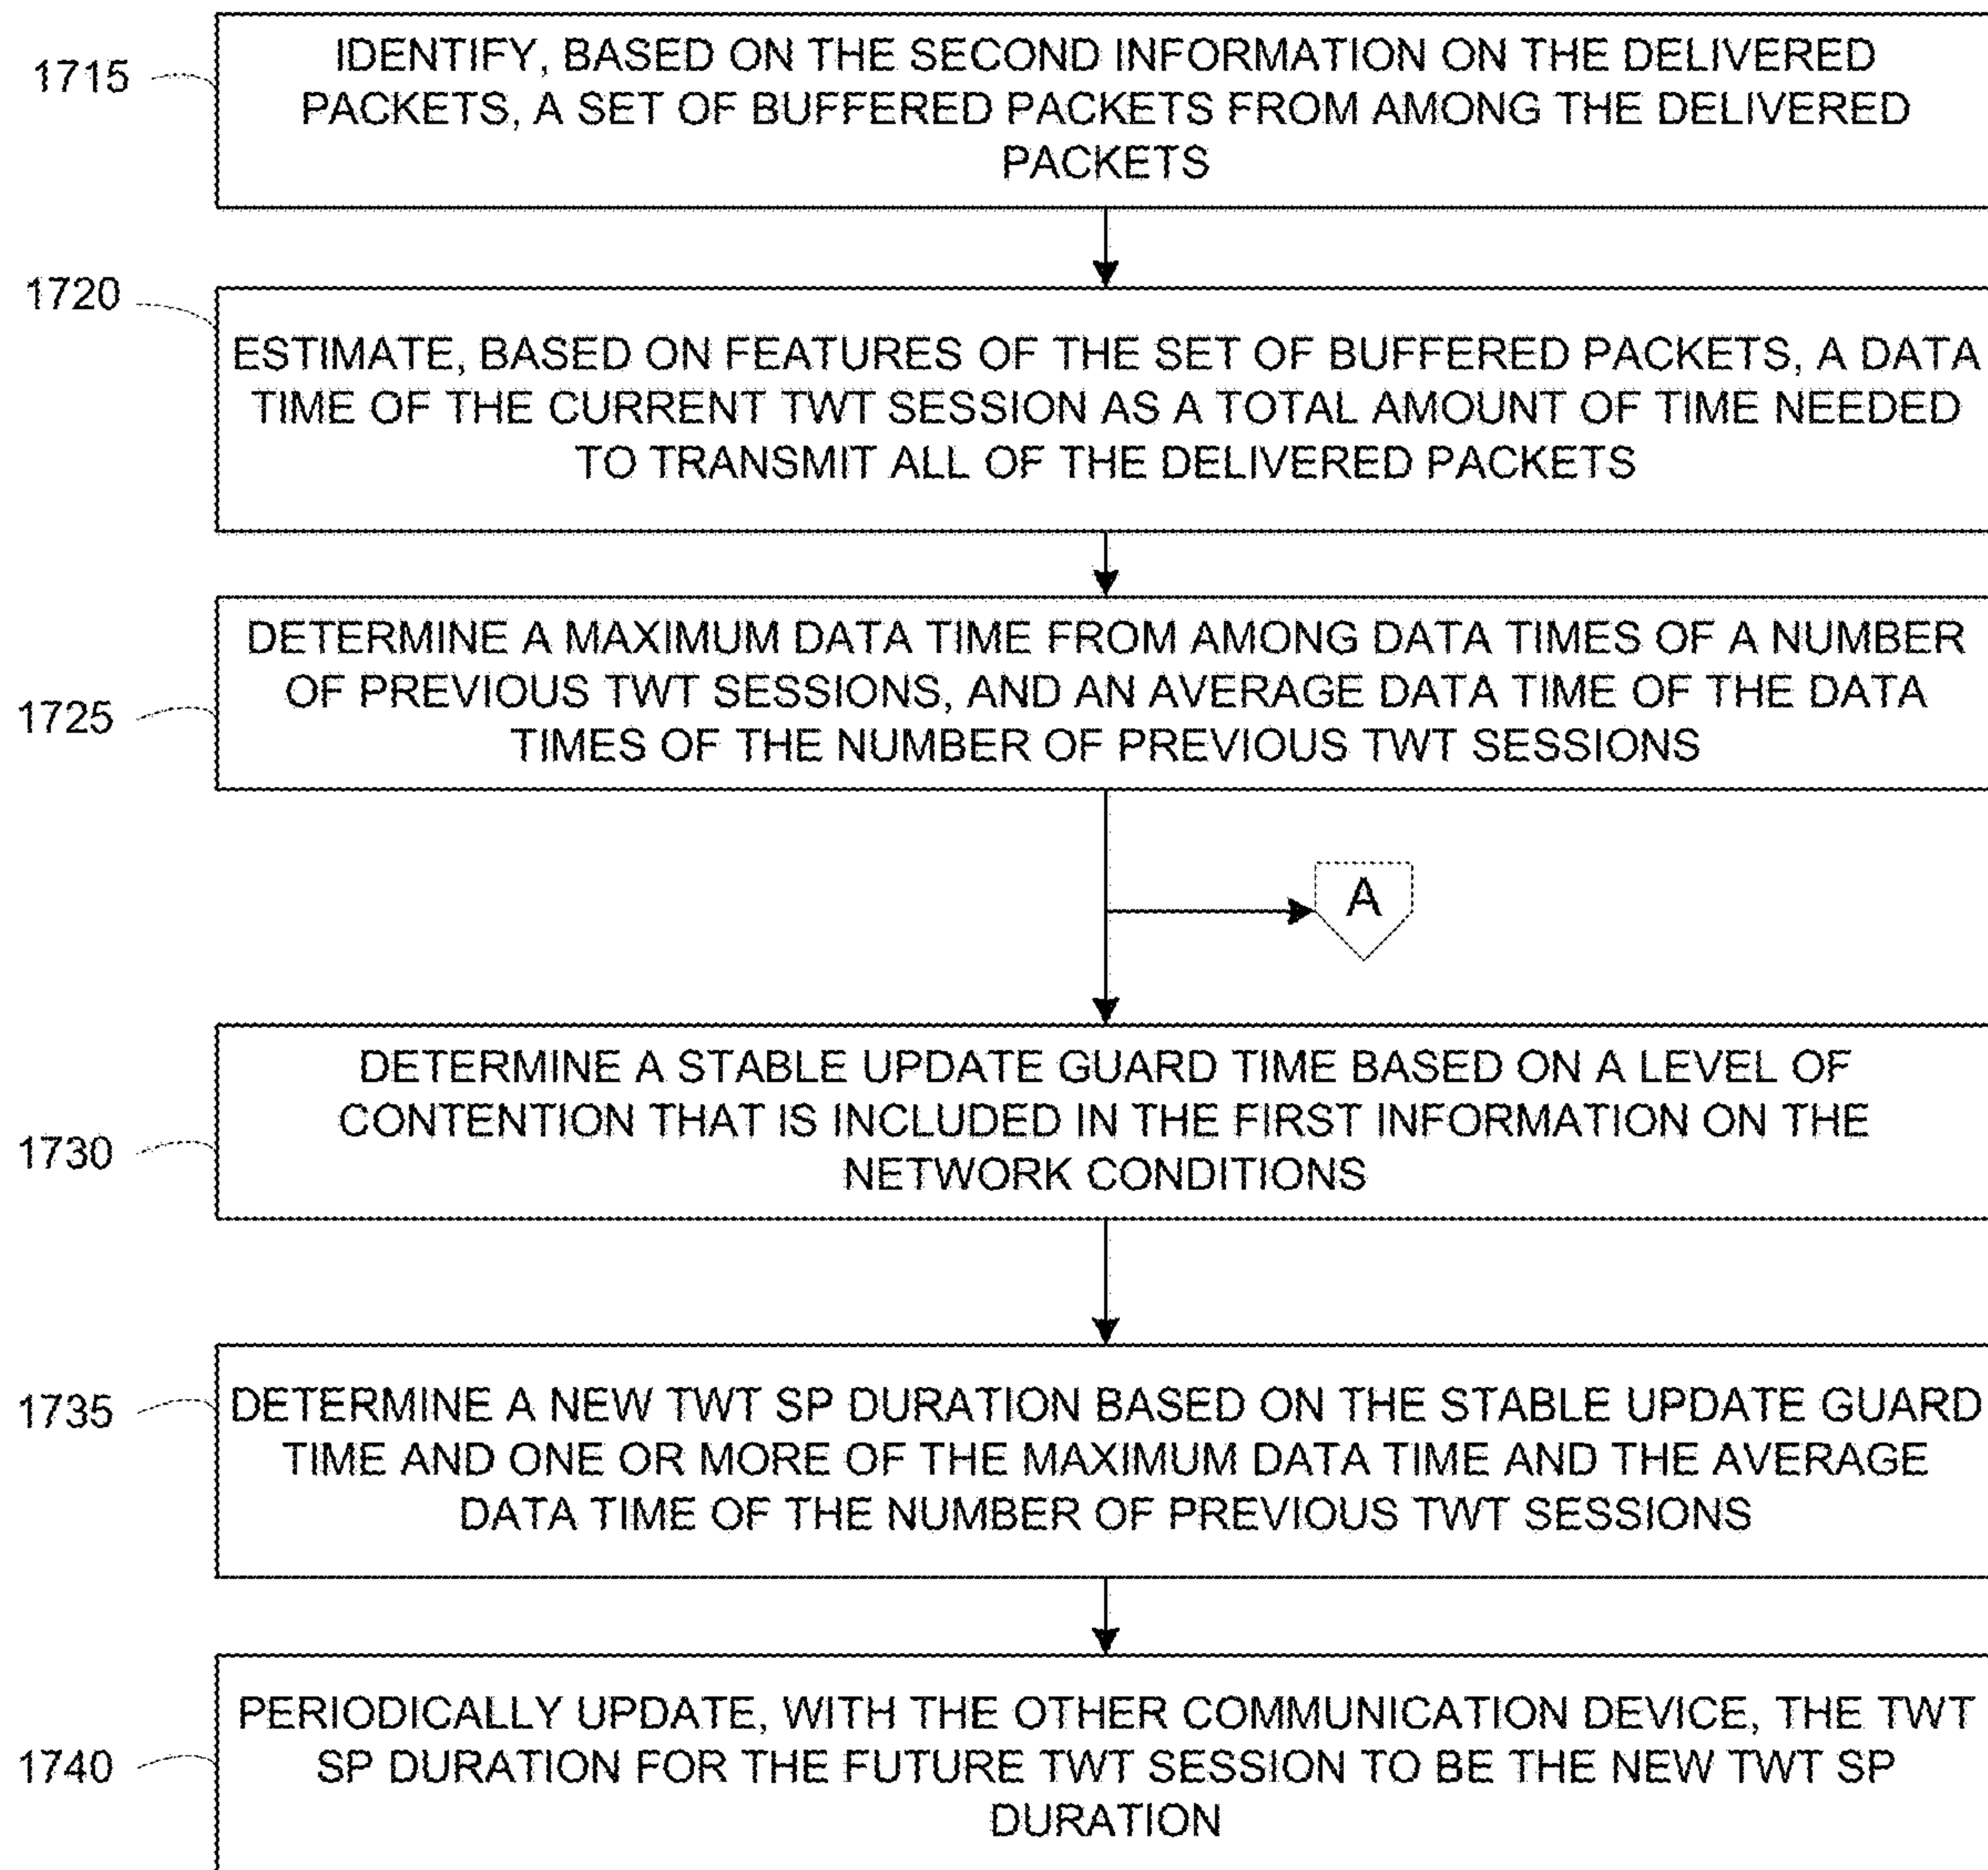 1715
IDENTIFY, BASED ON THE SECOND INFORMATION ON THE DELIVERED
PACKETS, A SET OF BUFFERED PACKETS FROM AMONG THE DELIVERED
PACKETS
1720
ESTIMATE, BASED ON FEATURES OF THE SET OF BUFFERED PACKETS, A DATA
TIME OF THE CURRENT TWT SESSION AS A TOTAL AMOUNT OF TIME NEEDED
TO TRANSMIT ALL OF THE DELIVERED PACKETS
1725
DETERMINE A MAXIMUM DATA TIME FROM AMONG DATA TIMES OF A NUMBER
OF PREVIOUS TWT SESSIONS, AND AN AVERAGE DATA TIME OF THE DATA
TIMES OF THE NUMBER OF PREVIOUS TWT SESSIONS
A
1730
DETERMINE A STABLE UPDATE GUARD TIME BASED ON A LEVEL OF
CONTENTION THAT IS INCLUDED IN THE FIRST INFORMATION ON THE
NETWORK CONDITIONS
1735
DETERMINE A NEW TWT SP DURATION BASED ON THE STABLE UPDATE GUARD
TIME AND ONE OR MORE OF THE MAXIMUM DATA TIME AND THE AVERAGE
DATA TIME OF THE NUMBER OF PREVIOUS TWT SESSIONS
1740
PERIODICALLY UPDATE, WITH THE OTHER COMMUNICATION DEVICE, THE TWT
SP DURATION FOR THE FUTURE TWT SESSION TO BE THE NEW TWT SP
DURATION